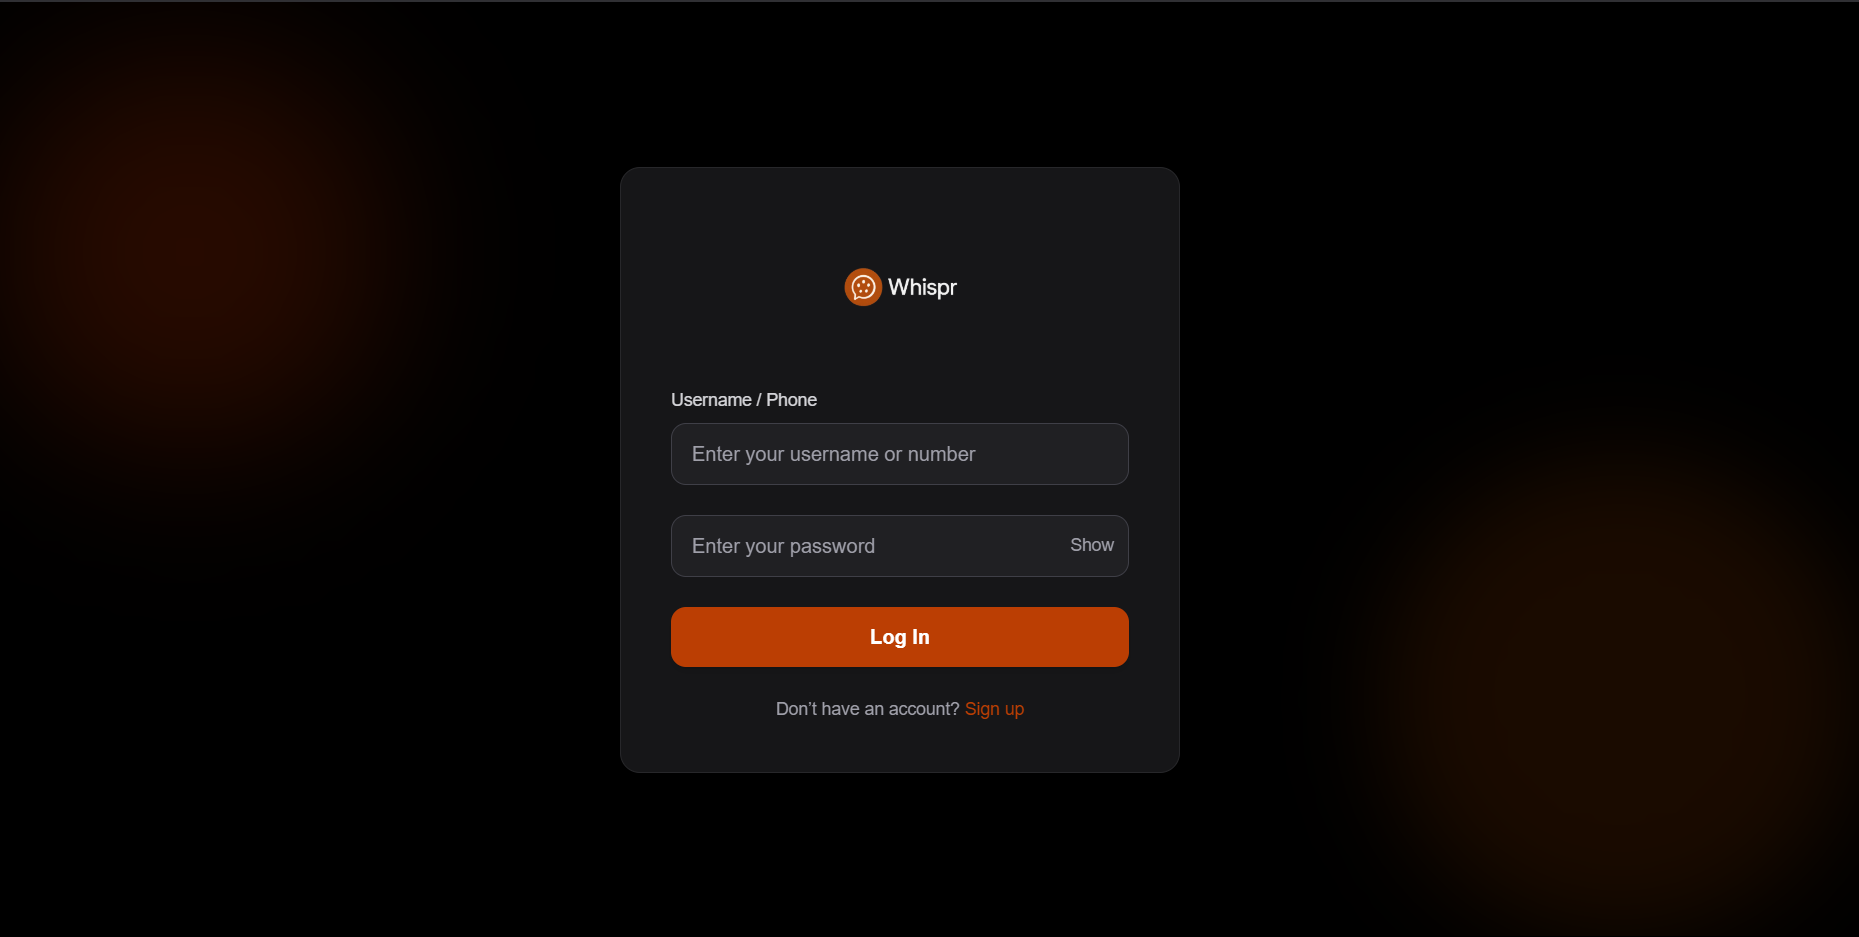 Whispr
Username / Phone
Enter your username or number
Enter your password Show
Log In
Don't have an account? Sign up